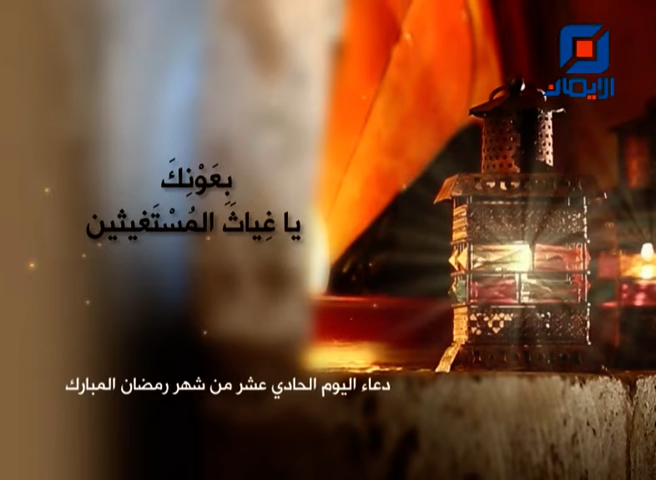 الإيمان
بِعَوْنِكَ
يا غِياثَ المُسْتَغيثين
دعاء اليوم الحادي عشر من شهر رمضان المبارك